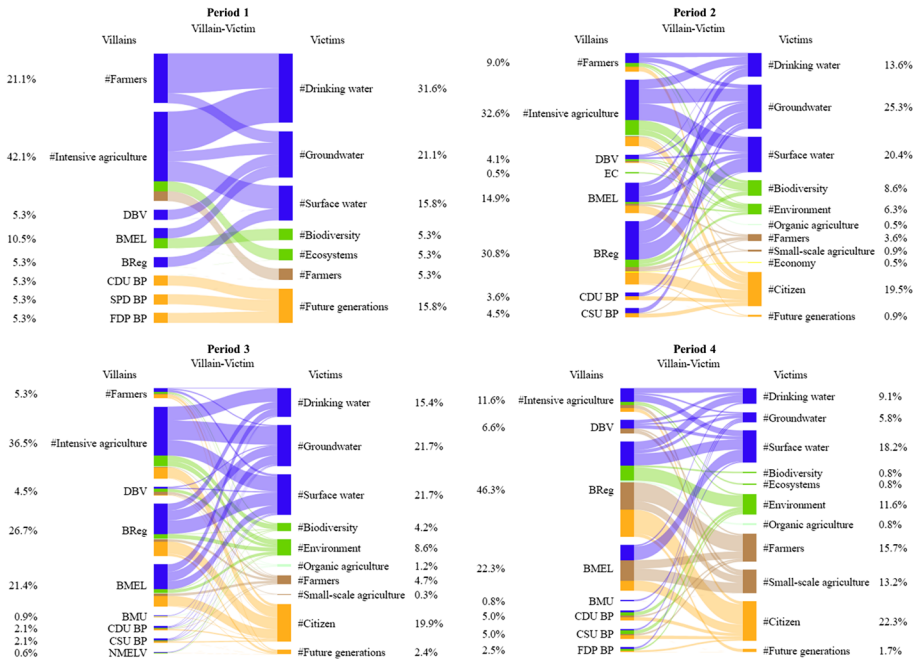 Period 1
Villain-Victim
Villains Victims
21.1% #Farmers #Drinking water 31.6%
42.1% #Intensive agriculture #Groundwater 21.1%
5.3% DBV #Surface water 15.8%
10.5% BMEL #Biodiversity 5.3%
5.3% BReg #Ecosystems 5.3%
5.3% CDU BP #Farmers 5.3%
5.3% SPD BP #Future generations 15.8%
5.3% FDP BP
Period 2
Villain-Victim
Villains Victims
9.0% #Farmers #Drinking water 13.6%
32.6% #Intensive agriculture #Groundwater 25.3%
4.1% DBV #Surface water 20.4%
0.5% EC #Biodiversity 8.6%
14.9% BMEL #Environment 6.3%
#Organic agriculture 0.5%
#Farmers 3.6%
30.8% BReg #Small-scale agriculture 0.9%
#Economy 0.5%
3.6% CDU BP #Citizen 19.5%
4.5% CSU BP #Future generations 0.9%
Period 3
Villain-Victim
Villains Victims
5.3% #Farmers #Drinking water 15.4%
36.5% #Intensive agriculture #Groundwater 21.7%
4.5% DBV #Surface water 21.7%
26.7% BReg #Biodiversity 4.2%
#Environment 8.6%
#Organic agriculture 1.2%
21.4% BMEL #Farmers 4.7%
#Small-scale agriculture 0.3%
0.9% BMU #Citizen 19.9%
2.1% CDU BP
2.1% CSU BP
0.6% NMELV #Future generations 2.4%
Period 4
Villain-Victim
Villains Victims
11.6% #Intensive agriculture #Drinking water 9.1%
6.6% DBV #Groundwater 5.8%
#Surface water 18.2%
46.3% BReg #Biodiversity 0.8%
#Ecosystems 0.8%
#Environment 11.6%
#Organic agriculture 0.8%
22.3% BMEL #Farmers 15.7%
#Small-scale agriculture 13.2%
0.8% BMU
5.0% CDU BP #Citizen 22.3%
5.0% CSU BP
2.5% FDP BP #Future generations 1.7%